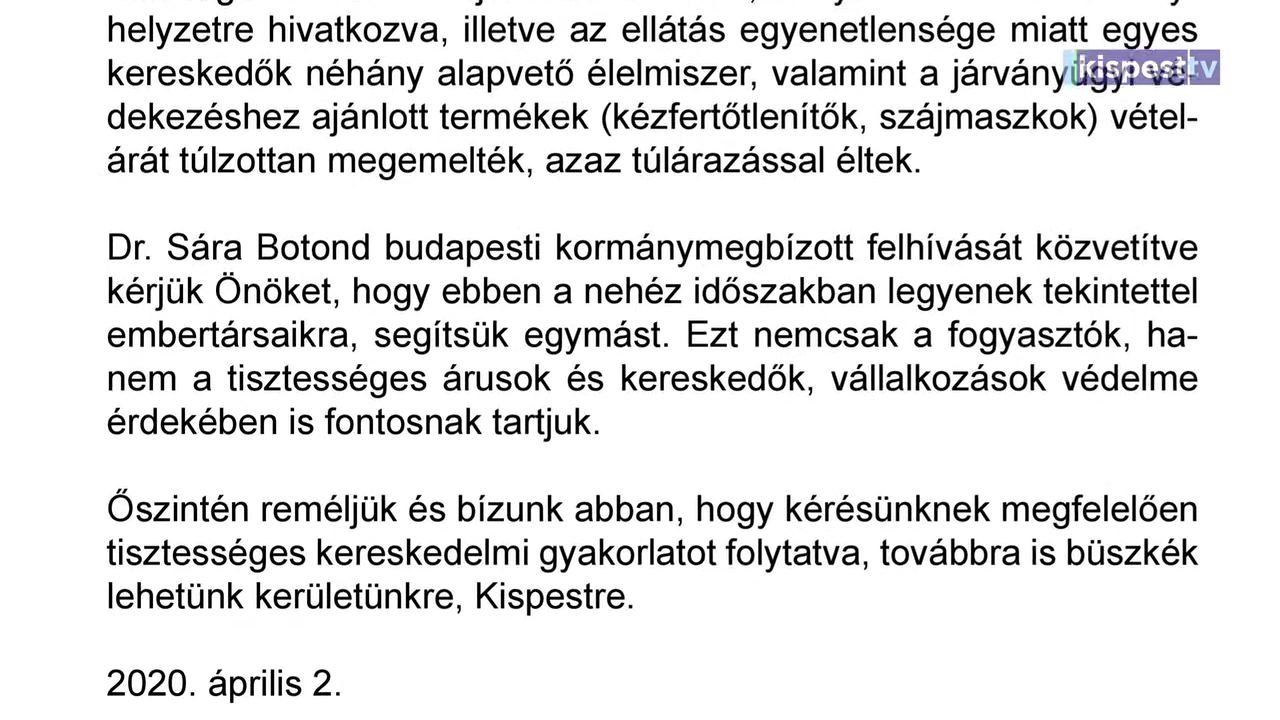 helyzetre hivatkozva, illetve az ellátás egyenetlensége miatt egyes
kereskedők néhány alapvető élelmiszer, valamint a járványügyi vé-
kispest tv
dekezéshez ajánlott termékek (kézfertőtlenítők, szájmaszkok) vétel-
árát túlzottan megemelték, azaz túlárazással éltek.
Dr. Sára Botond budapesti kormánymegbízott felhívását közvetítve
kérjük Önöket, hogy ebben a nehéz időszakban legyenek tekintettel
embertársaikra, segítsük egymást. Ezt nemcsak a fogyasztók, ha-
nem a tisztességes árusok és kereskedők, vállalkozások védelme
érdekében is fontosnak tartjuk.
Őszintén reméljük és bízunk abban, hogy kérésünknek megfelelően
tisztességes kereskedelmi gyakorlatot folytatva, továbbra is büszkék
lehetünk kerületünkre, Kispestre.
2020. április 2.